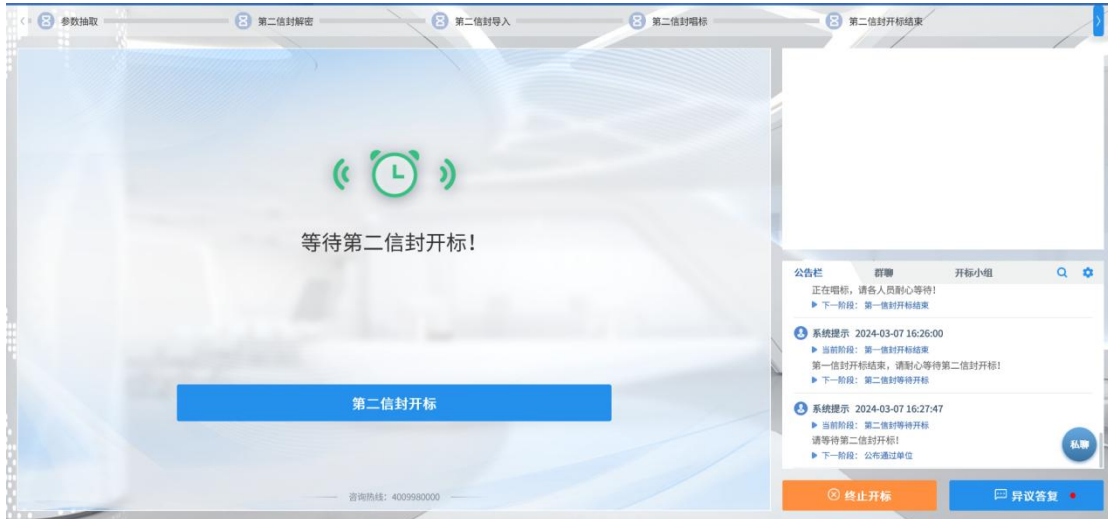 参数抽取
第二信封解密
第二信封导入
第二信封唱标
第二信封开标结束
等待第二信封开标!
第二信封开标
咨询热线：4009980000
公告栏
群聊
开标小组
正在唱标，请各人员耐心等待!
下一阶段：第一信封开标结束
系统提示 2024-03-07 16:26:00
当前阶段：第一信封开标结束
第一信封开标结束，请耐心等待第二信封开标!
下一阶段：第二信封等待开标
系统提示 2024-03-07 16:27:47
当前阶段：第二信封等待开标
请等待第二信封开标!
下一阶段：公布通过单位
私聊
终止开标
异议答复